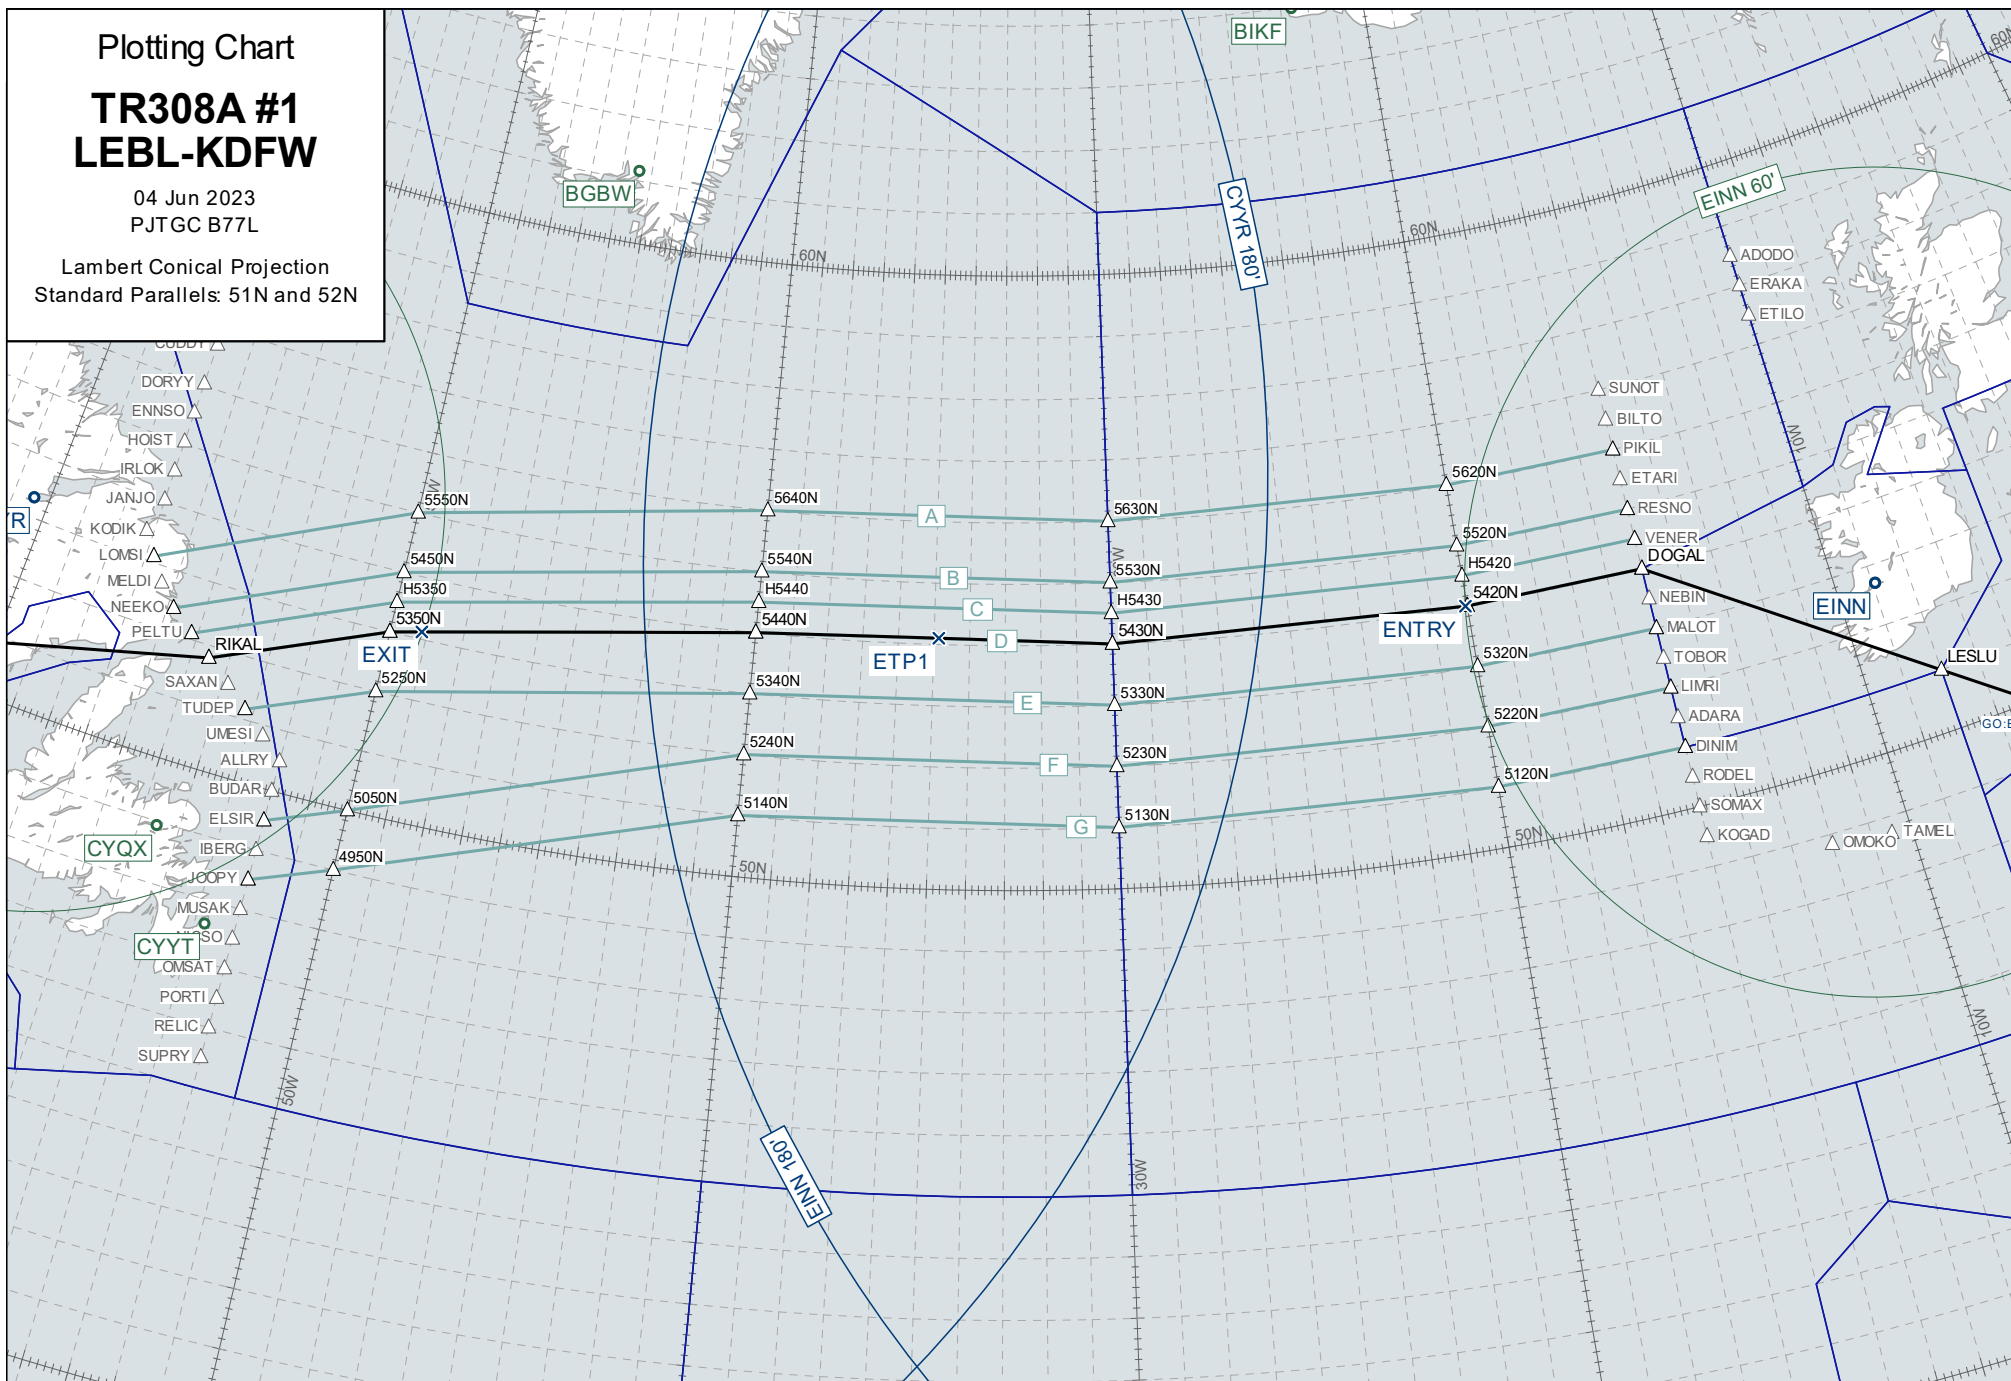 Plotting Chart
TR308A #1
LEBL-KDFW
04 Jun 2023
PJTGC B77L
Lambert Conical Projection
Standard Parallels: 51N and 52N
BIKF
60N
BGBW
EINN 60'
CYYR 180'
60N
60N
ADODO
ERAKA
ETILO
CUDDY
DORYY
ENNSO
HOIST
IRLOK
JANJO
KODIK
LOMSI
MELDI
NEEKO
PELTU
RIKAL
SAXAN
TUDEP
UMESI
ALLRY
BUDAR
ELSIR
IBERG
JOOPY
MUSAK
OMSAT
PORTI
RELIC
SUPRY
YR
CYQX
CYYT
SUNOT
BILTO
PIKIL
ETARI
RESNO
VENER
DOGAL
NEBIN
MALOT
TOBOR
LIMRI
ADARA
DINIM
RODEL
SOMAX
KOGAD
OMOKO
TAMEL
LESLU
EINN
10W
10W
5550N
5640N
A
5630N
5620N
5450N
5540N
B
5530N
5520N
H5350
H5440
C
H5430
H5420
5350N
5440N
D
5430N
5420N
EXIT
ETP1
ENTRY
5250N
5340N
E
5330N
5320N
5240N
F
5230N
5220N
5050N
5140N
G
5130N
5120N
4950N
50N
50N
50W
30W
EINN 180'